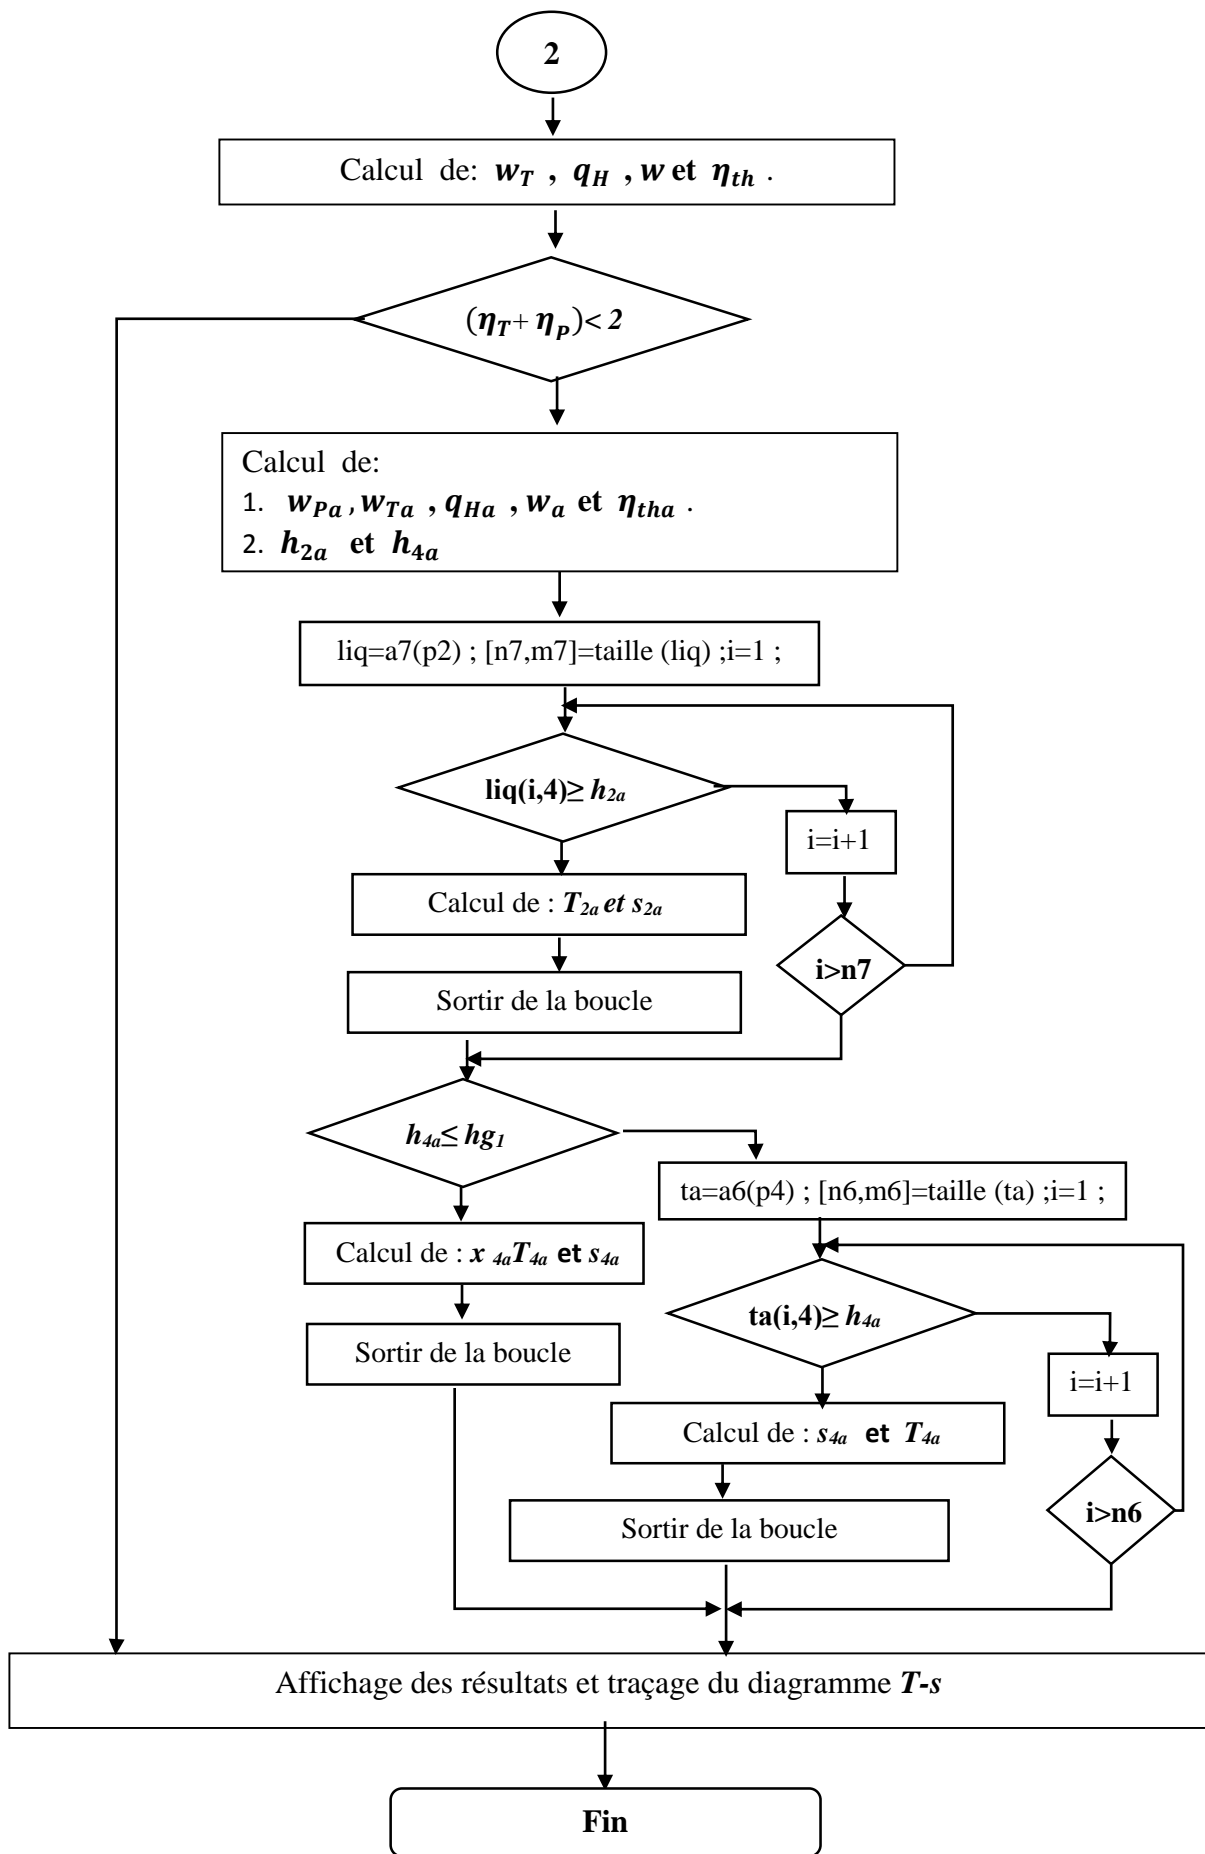 2
Calcul de: w_T , q_H , w et η_th .
(η_T + η_P) < 2
Calcul de:
1. w_Pa , w_Ta , q_Ha , w_a et η_tha .
2. h_2a et h_4a
liq=a7(p2) ; [n7,m7]=taille (liq) ;i=1 ;
liq(i,4)≥ h_2a
i=i+1
Calcul de : T_2a et s_2a
i>n7
Sortir de la boucle
h_4a ≤ hg_1
ta=a6(p4) ; [n6,m6]=taille (ta) ;i=1 ;
Calcul de : x_4a T_4a et s_4a
ta(i,4)≥ h_4a
Sortir de la boucle
i=i+1
Calcul de : s_4a et T_4a
i>n6
Sortir de la boucle
Affichage des résultats et traçage du diagramme T-s
Fin